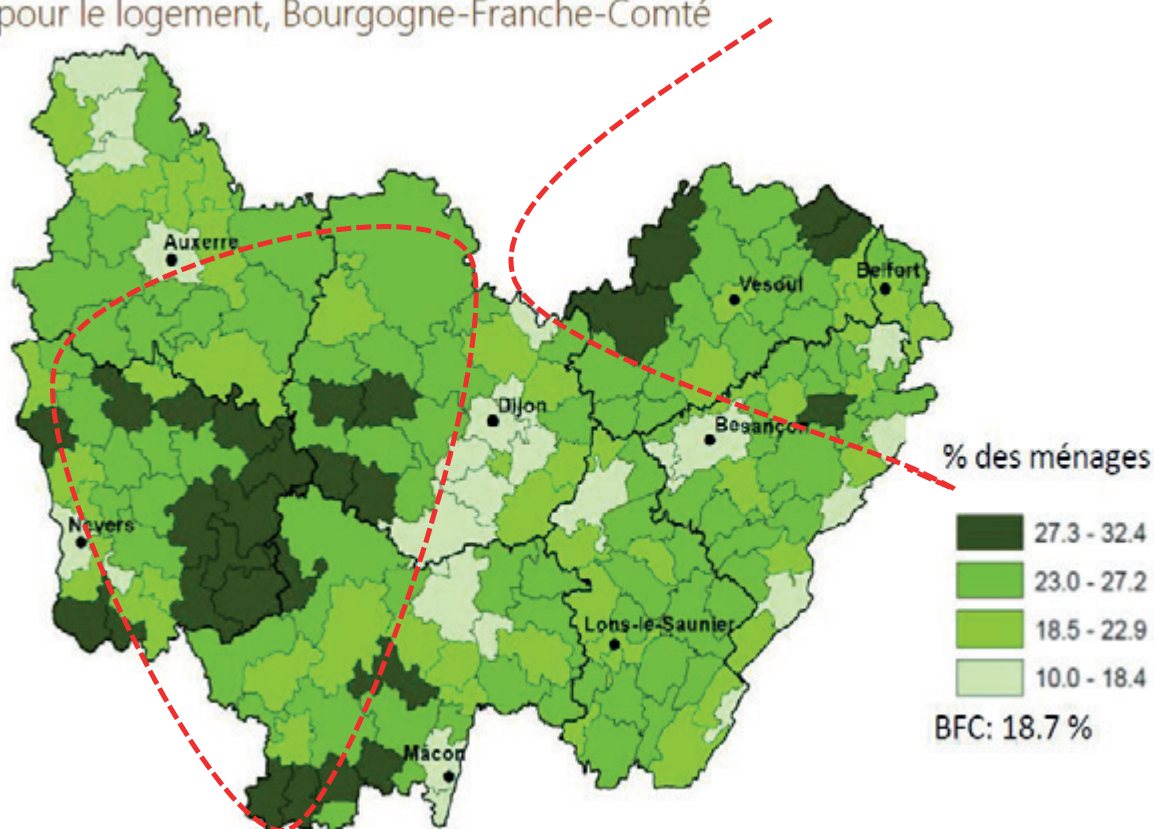 pour le logement, Bourgogne-Franche-Comté
Auxerre
Vesoul
Belfort
Dijon
Besançon
Nevers
Lons-le-Saunier
Mâcon
% des ménages
27.3 - 32.4
23.0 - 27.2
18.5 - 22.9
10.0 - 18.4
BFC: 18.7 %